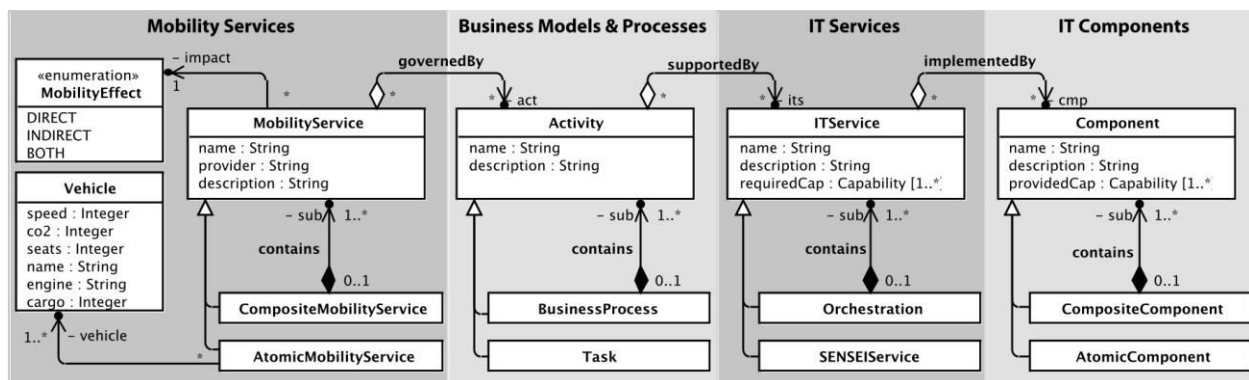 Mobility Services
Business Models & Processes
IT Services
IT Components
– impact
1
*
governedBy
*
* act
supportedBy
*
* its
implementedBy
*
* cmp
«enumeration»
MobilityEffect
DIRECT
INDIRECT
BOTH
MobilityService
name : String
provider : String
description : String
Activity
name : String
description : String
ITService
name : String
description : String
requiredCap : Capability [1..*]
Component
name : String
description : String
providedCap : Capability [1..*]
Vehicle
speed : Integer
co2 : Integer
seats : Integer
name : String
engine : String
cargo : Integer
– sub 1..*
contains
0..1
– sub 1..*
contains
0..1
– sub 1..*
contains
0..1
– sub 1..*
contains
0..1
CompositeMobilityService
BusinessProcess
Orchestration
CompositeComponent
1..* – vehicle
*
AtomicMobilityService
Task
SENSEIService
AtomicComponent